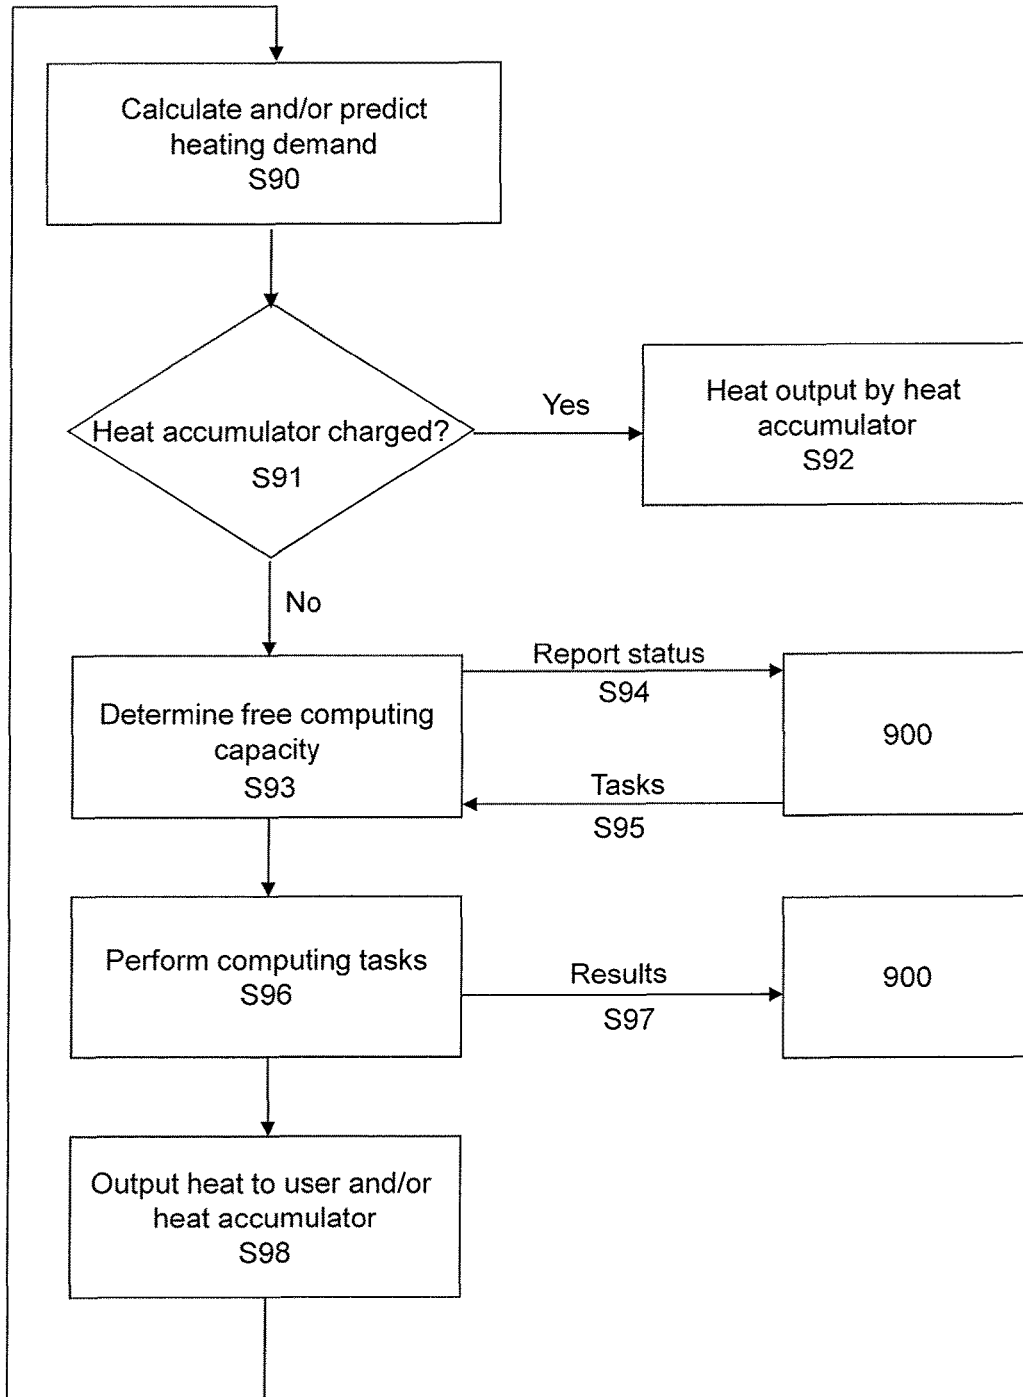 Calculate and/or predict
heating demand
S90
Heat accumulator charged?
S91
Yes
Heat output by heat
accumulator
S92
No
Determine free computing
capacity
S93
Report status
S94
Tasks
S95
900
Perform computing tasks
S96
Results
S97
900
Output heat to user and/or
heat accumulator
S98